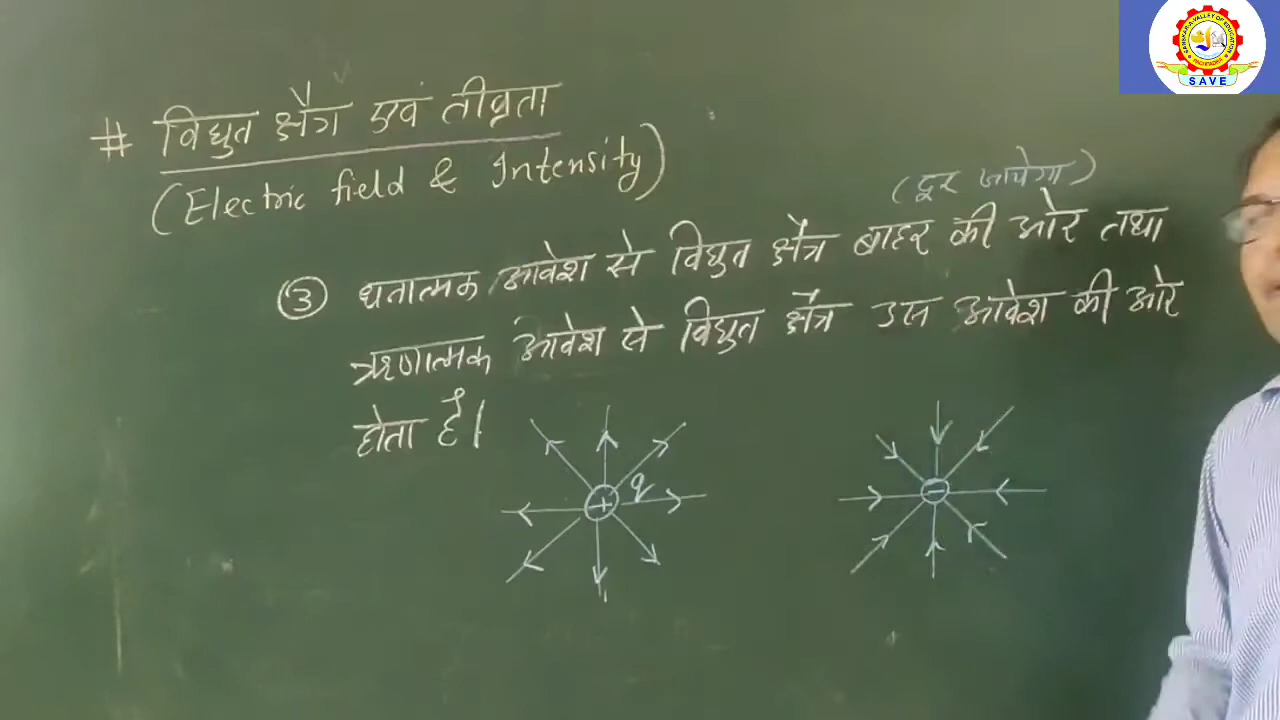 # विद्युत क्षैत्र एवं तीव्रता
(Electric field & Intensity)
(दूर जायेगा)
③ धनात्मक आवेश से विद्युत क्षैत्र बाहर की ओर तथा
ऋणात्मक आवेश से विद्युत क्षैत्र उस आवेश की ओर
होता है।
+ q
−
SAVE